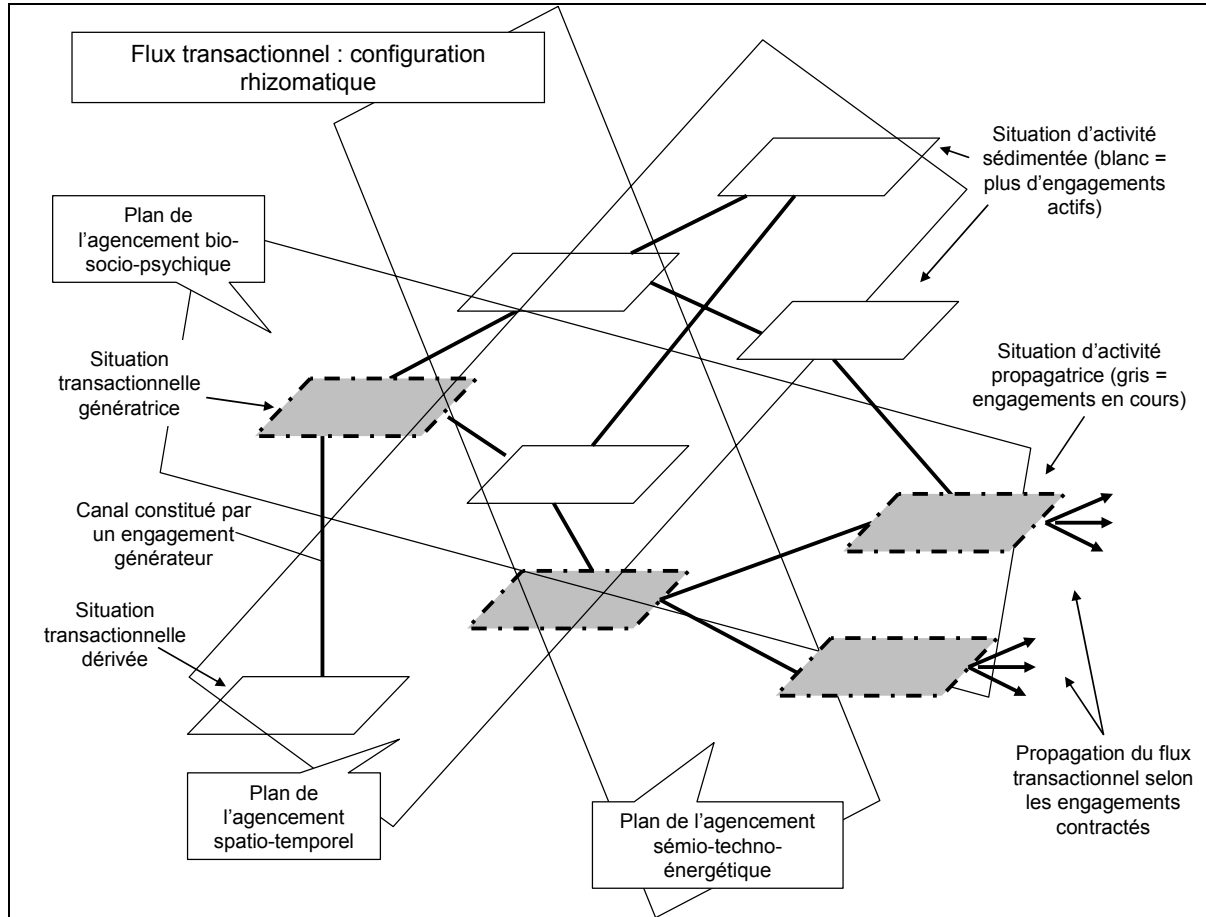 Flux transactionnel : configuration
rhizomatique
Situation d'activité
sédimentée (blanc =
plus d'engagements
actifs)
Plan de
l'agencement bio-
socio-psychique
Situation
transactionnelle
génératrice
Situation d'activité
propagatrice (gris =
engagements en cours)
Canal constitué par
un engagement
générateur
Situation
transactionnelle
dérivée
Plan de
l'agencement
spatio-temporel
Plan de l'agencement
sémio-techno-
énergétique
Propagation du flux
transactionnel selon
les engagements
contractés